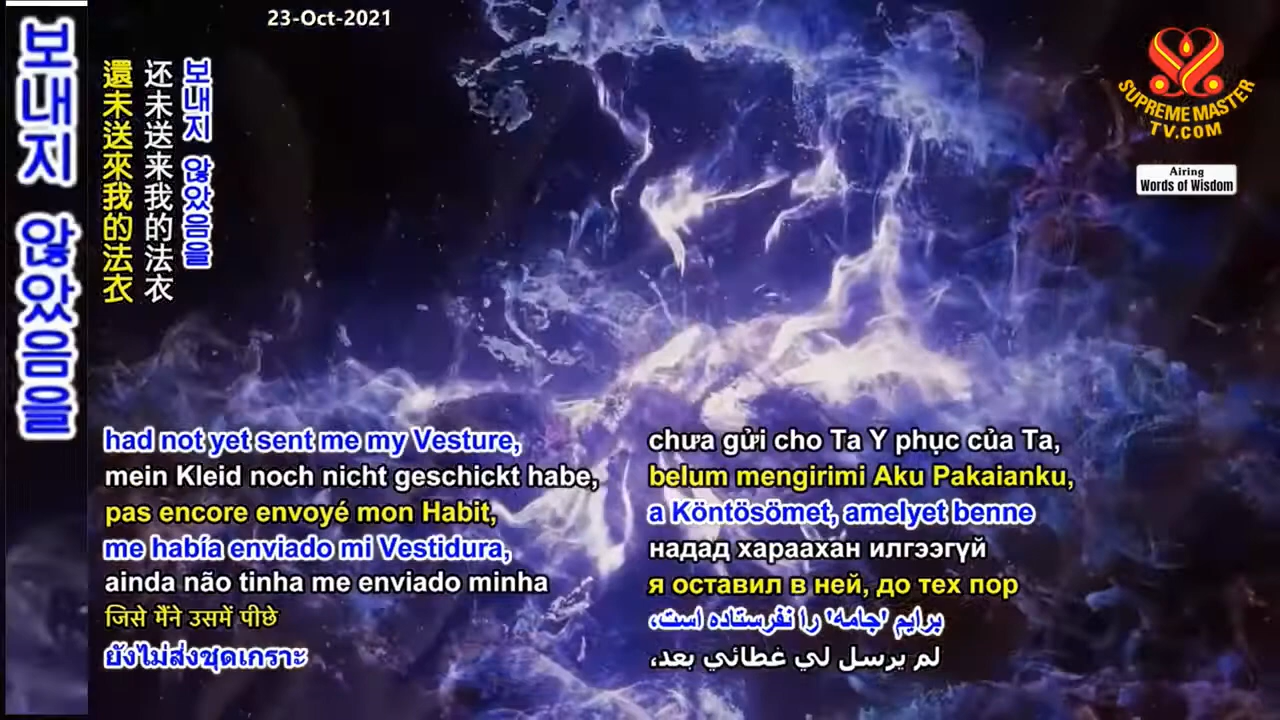 23-Oct-2021
보내지 않았음을
還未送來我的法衣
还未送来我的法衣
보내지 않았음을
SUPREME MASTER
TV.COM
Airing
Words of Wisdom
had not yet sent me my Vesture,
mein Kleid noch nicht geschickt habe,
pas encore envoyé mon Habit,
me había enviado mi Vestidura,
ainda não tinha me enviado minha
जिसे मैंने उसमें पीछे
ยังไม่ส่งชุดเกราะ
chưa gửi cho Ta Y phục của Ta,
belum mengirimi Aku Pakaianku,
a Köntösömet, amelyet benne
надад хараахан илгээгүй
я оставил в ней, до тех пор
برایم 'جامه' را نفرستاده است،
لم يرسل لي غطائي بعد،